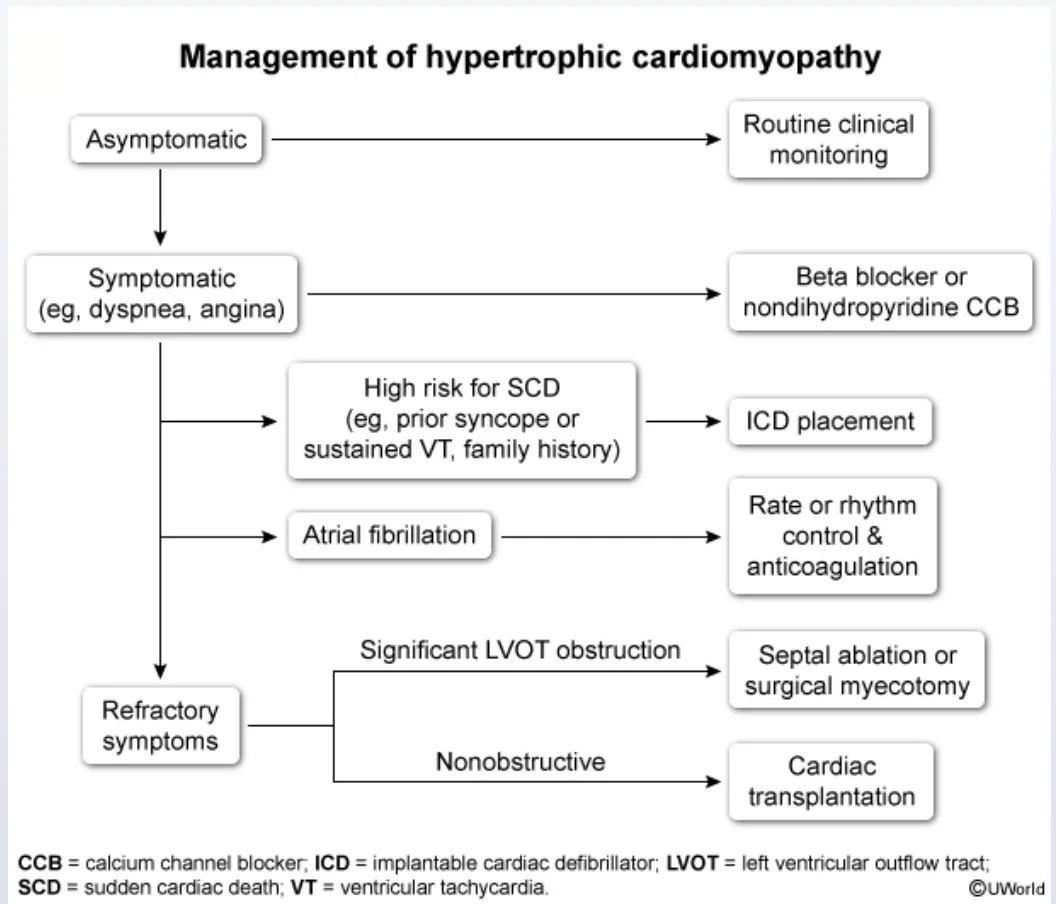 Management of hypertrophic cardiomyopathy
Asymptomatic
Routine clinical
monitoring
Symptomatic
(eg, dyspnea, angina)
Beta blocker or
nondihydropyridine CCB
High risk for SCD
(eg, prior syncope or
sustained VT, family history)
ICD placement
Atrial fibrillation
Rate or rhythm
control &
anticoagulation
Refractory
symptoms
Significant LVOT obstruction
Septal ablation or
surgical myecotomy
Nonobstructive
Cardiac
transplantation
CCB = calcium channel blocker; ICD = implantable cardiac defibrillator; LVOT = left ventricular outflow tract;
SCD = sudden cardiac death; VT = ventricular tachycardia.
©UWorld